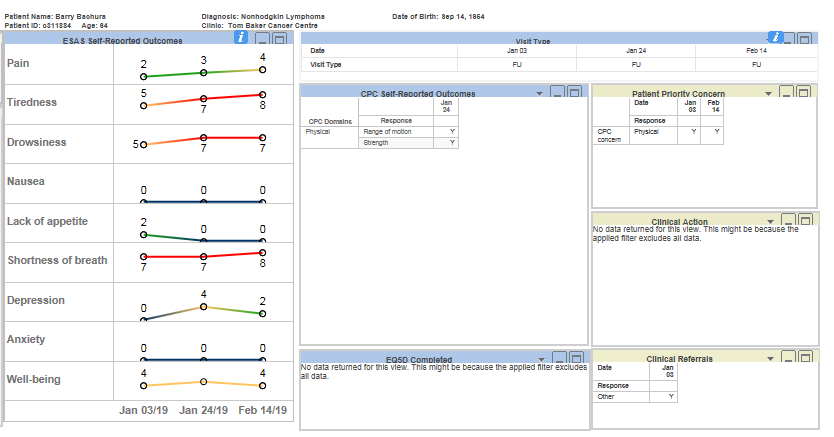 Patient Name: Barry Baohura Diagnosis: Nonhodgkin Lymphoma Date of Birth: Sep 14, 1954
Patient ID: o311884 Age: 64 Clinic: Tom Baker Cancer Centre
ESAS Self-Reported Outcomes
Pain 2 3 4
Tiredness 5 7 8
Drowsiness 5 7 7
Nausea 0 0 0
Lack of appetite 2 0 0
Shortness of breath 7 7 8
Depression 0 4 2
Anxiety 0 0 0
Well-being 4 4
Jan 03/19 Jan 24/19 Feb 14/19
Visit Type
Date Jan 03 Jan 24 Feb 14
Visit Type FU FU FU
CPC Self-Reported Outcomes
Jan
24
CPC Domains Response
Physical Range of motion Y
Strength Y
Patient Priority Concern
Date Jan Feb
03 14
Response
CPC Physical Y Y
concern
Clinical Action
No data returned for this view. This might be because the
applied filter excludes all data.
EQ5D Completed
No data returned for this view. This might be because the applied filter excludes
all data.
Clinical Referrals
Date Jan
03
Response
Other Y